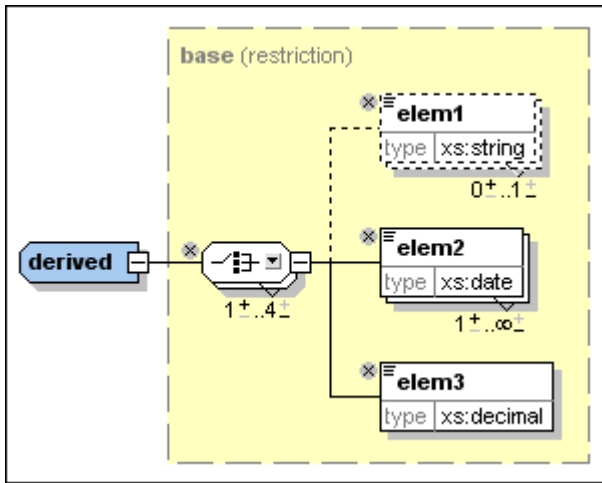 base (restriction)
elem1
type xs:string
0±..1±
derived
1±..4±
elem2
type xs:date
1±..∞±
elem3
type xs:decimal